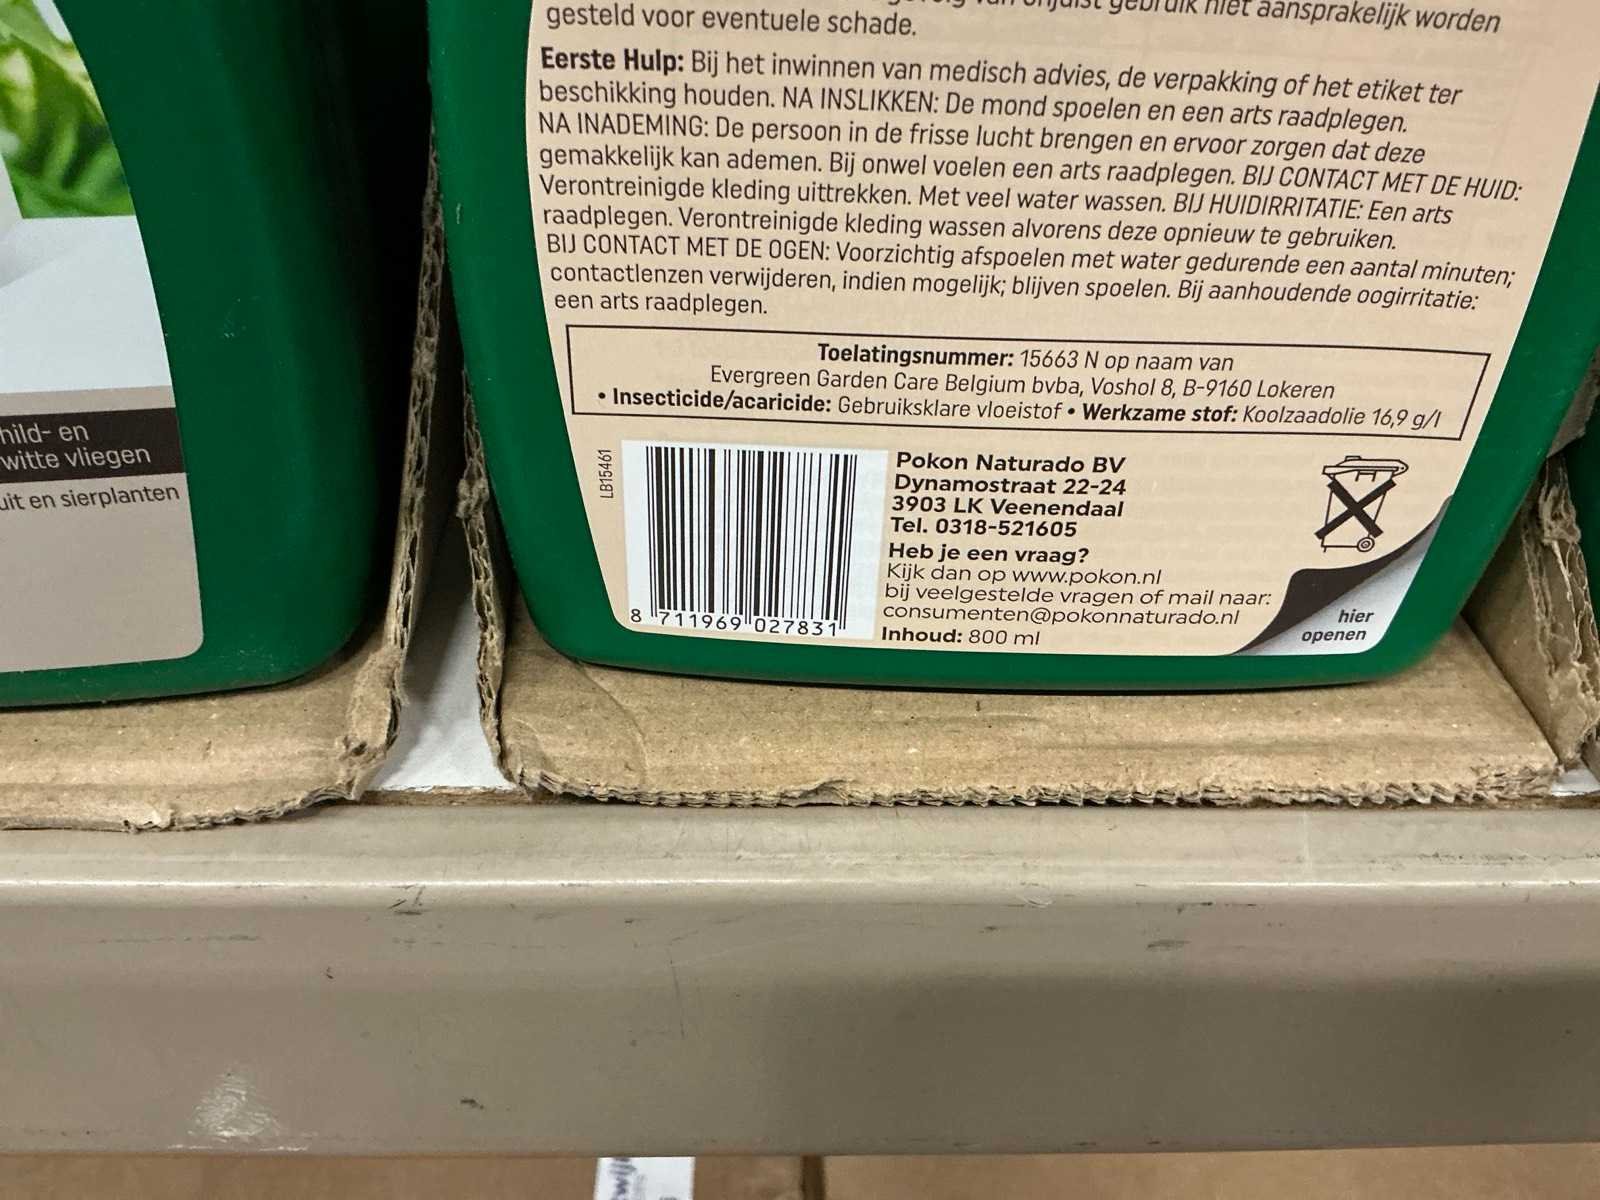 gesteld voor eventuele schade.
Eerste Hulp: Bij het inwinnen van medisch advies, de verpakking of het etiket ter
beschikking houden. NA INSLIKKEN: De mond spoelen en een arts raadplegen.
NA INADEMING: De persoon in de frisse lucht brengen en ervoor zorgen dat deze
gemakkelijk kan ademen. Bij onwel voelen een arts raadplegen. BIJ CONTACT MET DE HUID:
Verontreinigde kleding uittrekken. Met veel water wassen. BIJ HUIDIRRITATIE: Een arts
raadplegen. Verontreinigde kleding wassen alvorens deze opnieuw te gebruiken.
BIJ CONTACT MET DE OGEN: Voorzichtig afspoelen met water gedurende een aantal minuten;
contactlenzen verwijderen, indien mogelijk; blijven spoelen. Bij aanhoudende oogirritatie:
een arts raadplegen.
Toelatingsnummer: 15663 N op naam van
Evergreen Garden Care Belgium bvba, Voshol 8, B-9160 Lokeren
• Insecticide/acaricide: Gebruiksklare vloeistof • Werkzame stof: Koolzaadolie 16,9 g/l
LB15461
8 711969 027831
Pokon Naturado BV
Dynamostraat 22-24
3903 LK Veenendaal
Tel. 0318-521605
Heb je een vraag?
Kijk dan op www.pokon.nl
bij veelgestelde vragen of mail naar:
consumenten@pokonnaturado.nl
Inhoud: 800 ml
hier
openen
hild- en
witte vliegen
uit en sierplanten